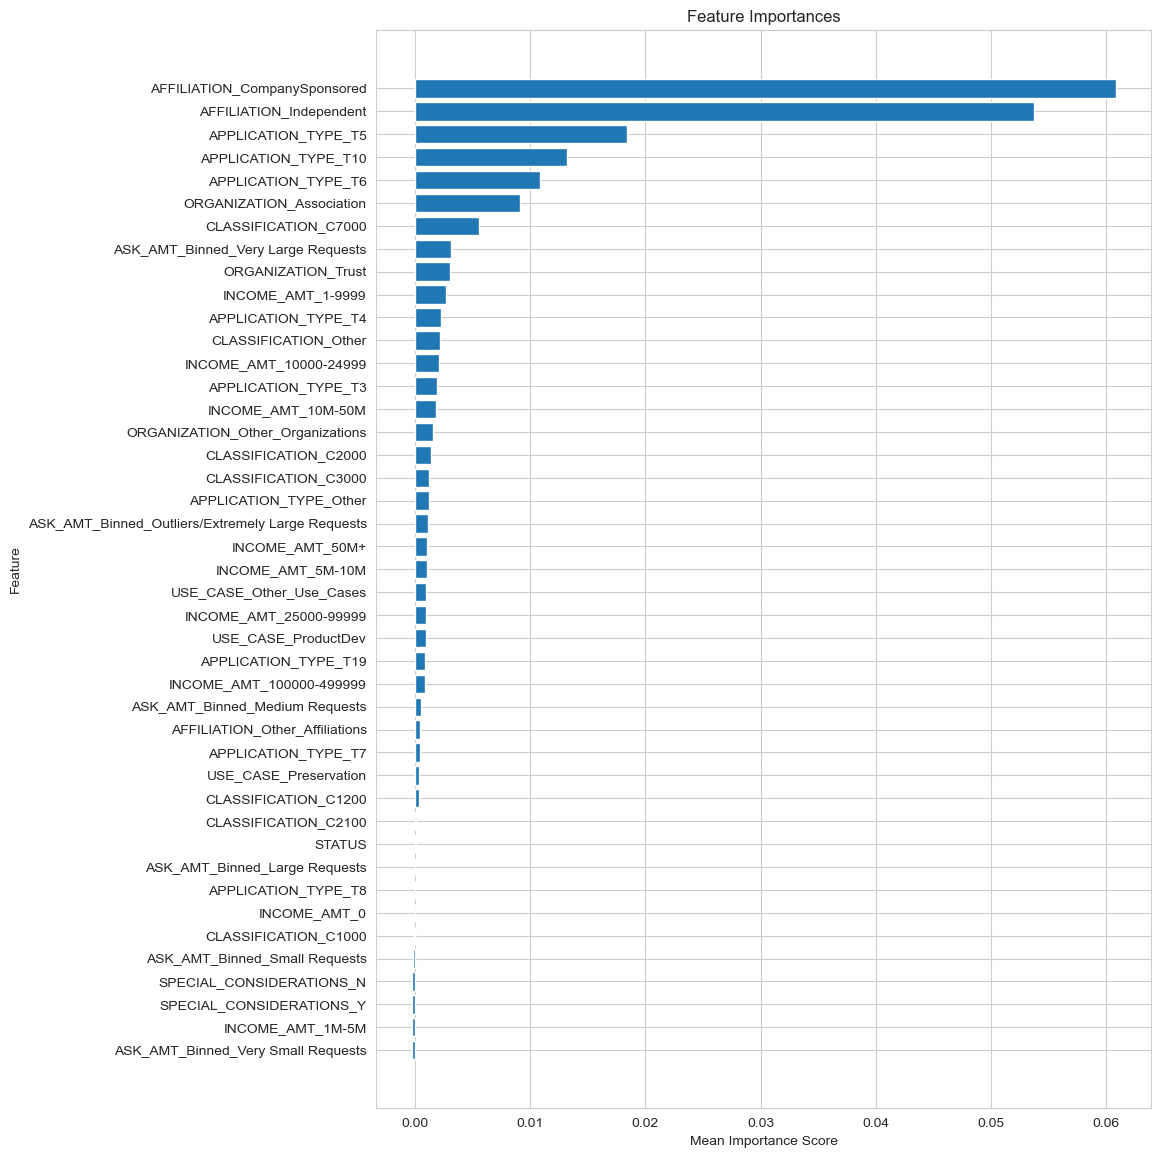 Feature Importances
AFFILIATION_CompanySponsored
AFFILIATION_Independent
APPLICATION_TYPE_T5
APPLICATION_TYPE_T10
APPLICATION_TYPE_T6
ORGANIZATION_Association
CLASSIFICATION_C7000
ASK_AMT_Binned_Very Large Requests
ORGANIZATION_Trust
INCOME_AMT_1-9999
APPLICATION_TYPE_T4
CLASSIFICATION_Other
INCOME_AMT_10000-24999
APPLICATION_TYPE_T3
INCOME_AMT_10M-50M
ORGANIZATION_Other_Organizations
CLASSIFICATION_C2000
CLASSIFICATION_C3000
APPLICATION_TYPE_Other
ASK_AMT_Binned_Outliers/Extremely Large Requests
INCOME_AMT_50M+
INCOME_AMT_5M-10M
USE_CASE_Other_Use_Cases
INCOME_AMT_25000-99999
USE_CASE_ProductDev
APPLICATION_TYPE_T19
INCOME_AMT_100000-499999
ASK_AMT_Binned_Medium Requests
AFFILIATION_Other_Affiliations
APPLICATION_TYPE_T7
USE_CASE_Preservation
CLASSIFICATION_C1200
CLASSIFICATION_C2100
STATUS
ASK_AMT_Binned_Large Requests
APPLICATION_TYPE_T8
INCOME_AMT_0
CLASSIFICATION_C1000
ASK_AMT_Binned_Small Requests
SPECIAL_CONSIDERATIONS_N
SPECIAL_CONSIDERATIONS_Y
INCOME_AMT_1M-5M
ASK_AMT_Binned_Very Small Requests
Feature
0.00 0.01 0.02 0.03 0.04 0.05 0.06
Mean Importance Score